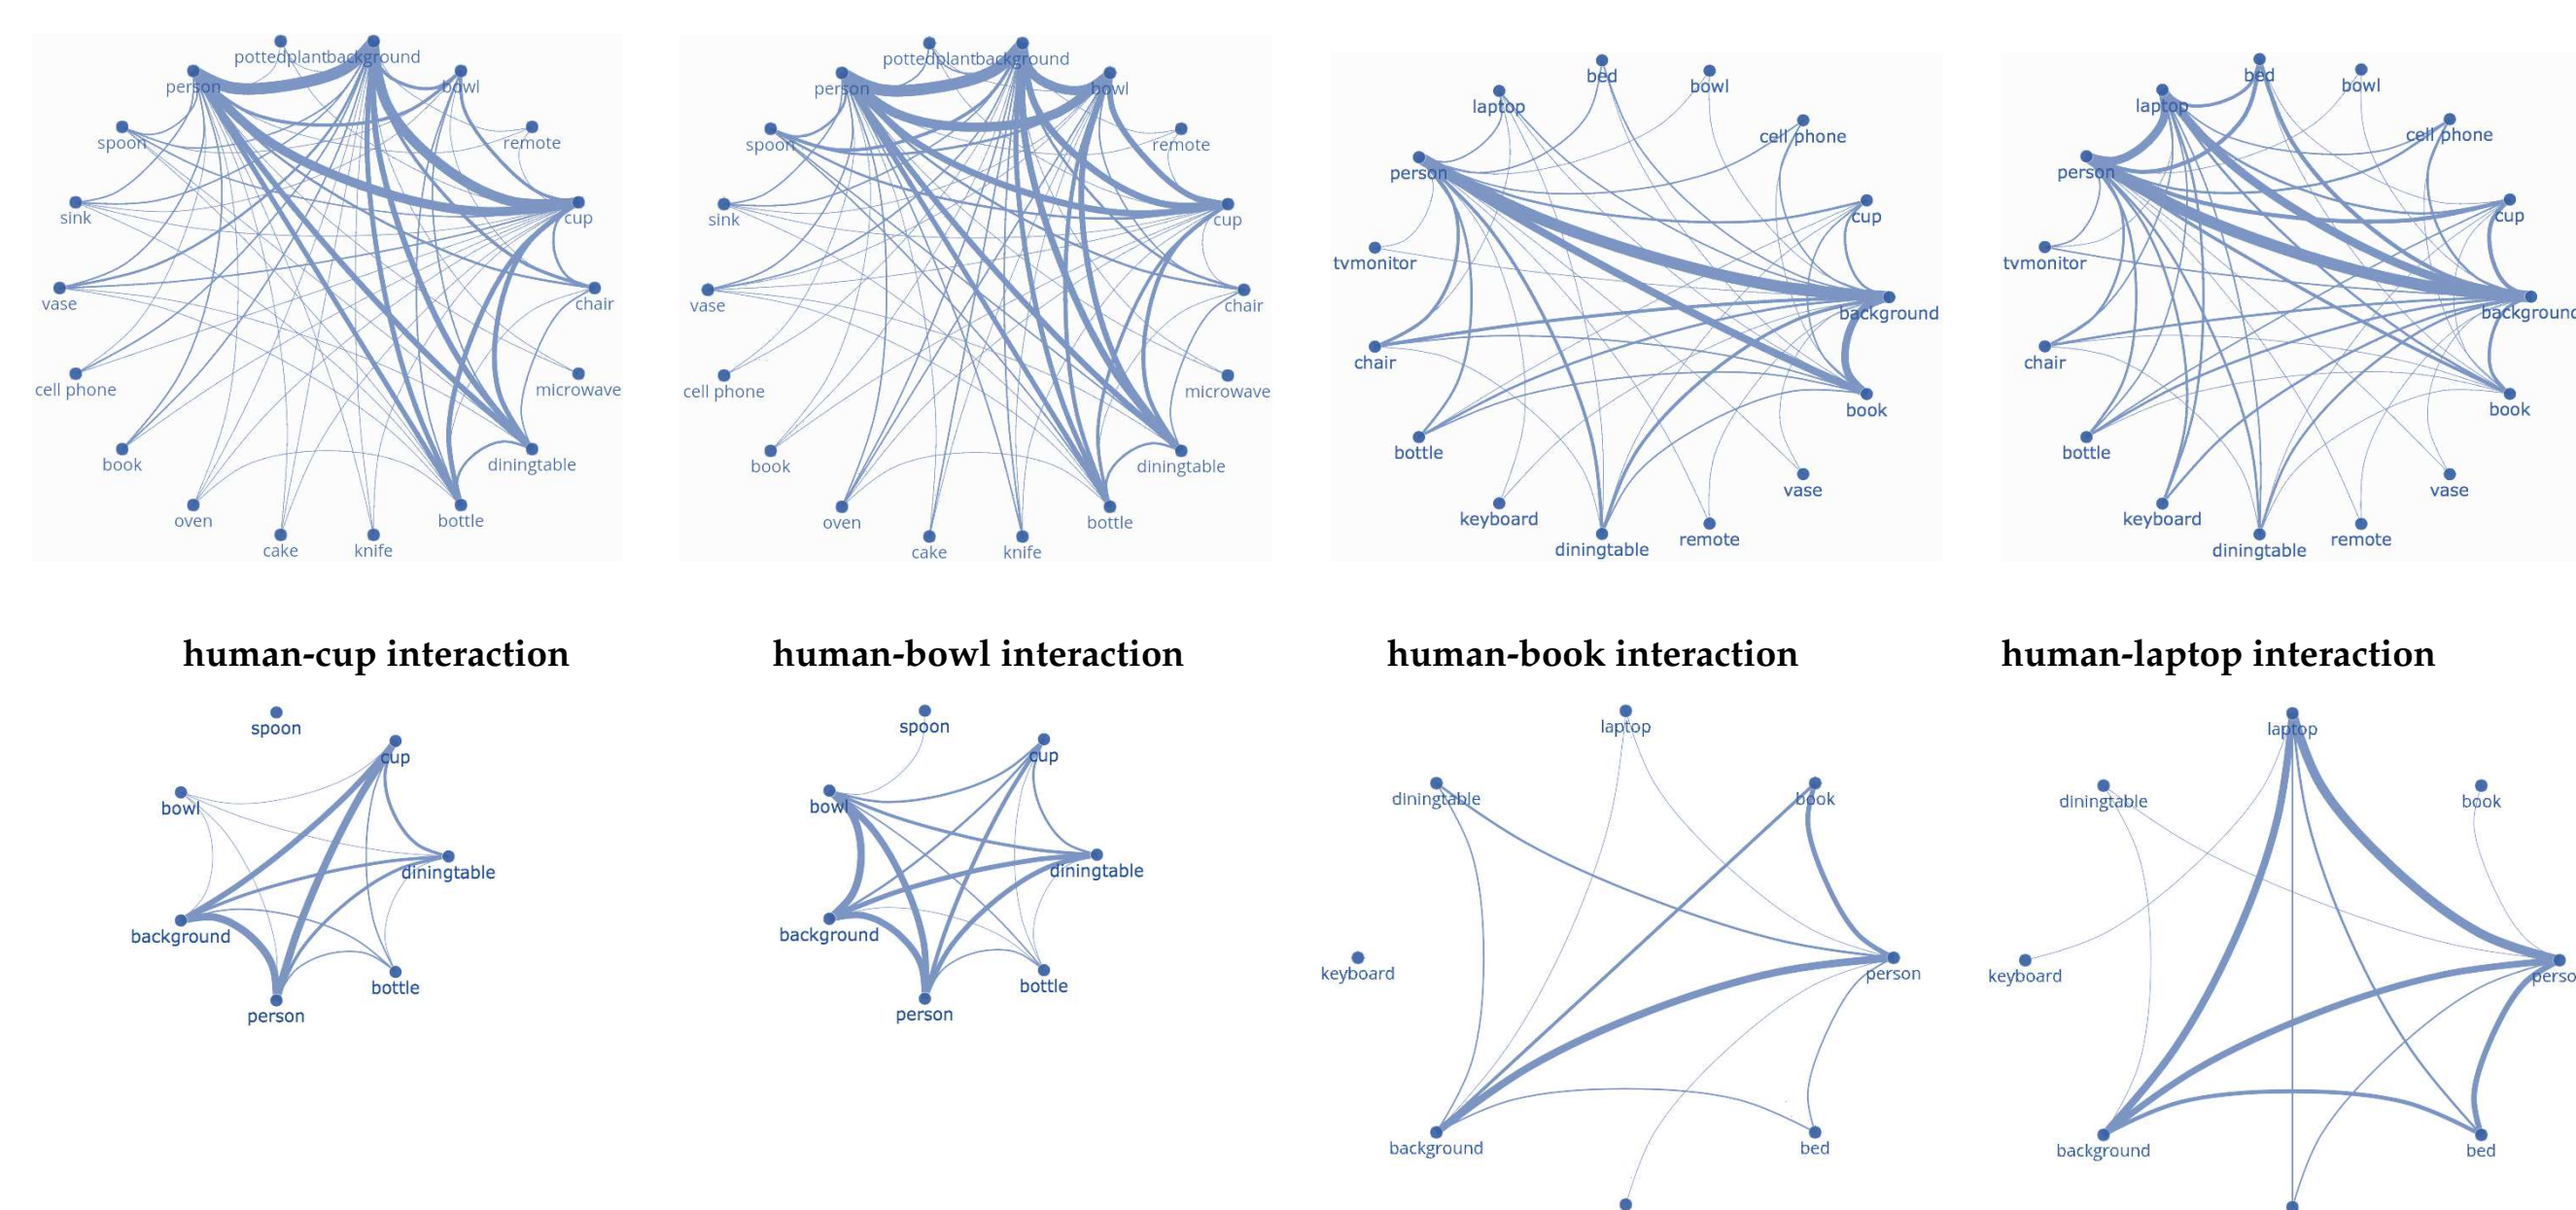 pottedplant
background
person
bowl
spoon
remote
sink
cup
vase
chair
cell phone
microwave
book
diningtable
oven
bottle
cake
knife
pottedplant
background
person
bowl
spoon
remote
sink
cup
vase
chair
cell phone
microwave
book
diningtable
oven
bottle
cake
knife
bed
bowl
laptop
cell phone
person
cup
tvmonitor
background
chair
book
bottle
vase
keyboard
remote
diningtable
bed
bowl
laptop
cell phone
person
cup
tvmonitor
background
chair
book
bottle
vase
keyboard
remote
diningtable
human-cup interaction
human-bowl interaction
human-book interaction
human-laptop interaction
spoon
cup
bowl
diningtable
background
bottle
person
spoon
cup
bowl
diningtable
background
bottle
person
laptop
diningtable
book
keyboard
person
background
bed
laptop
diningtable
book
keyboard
perso
background
bed